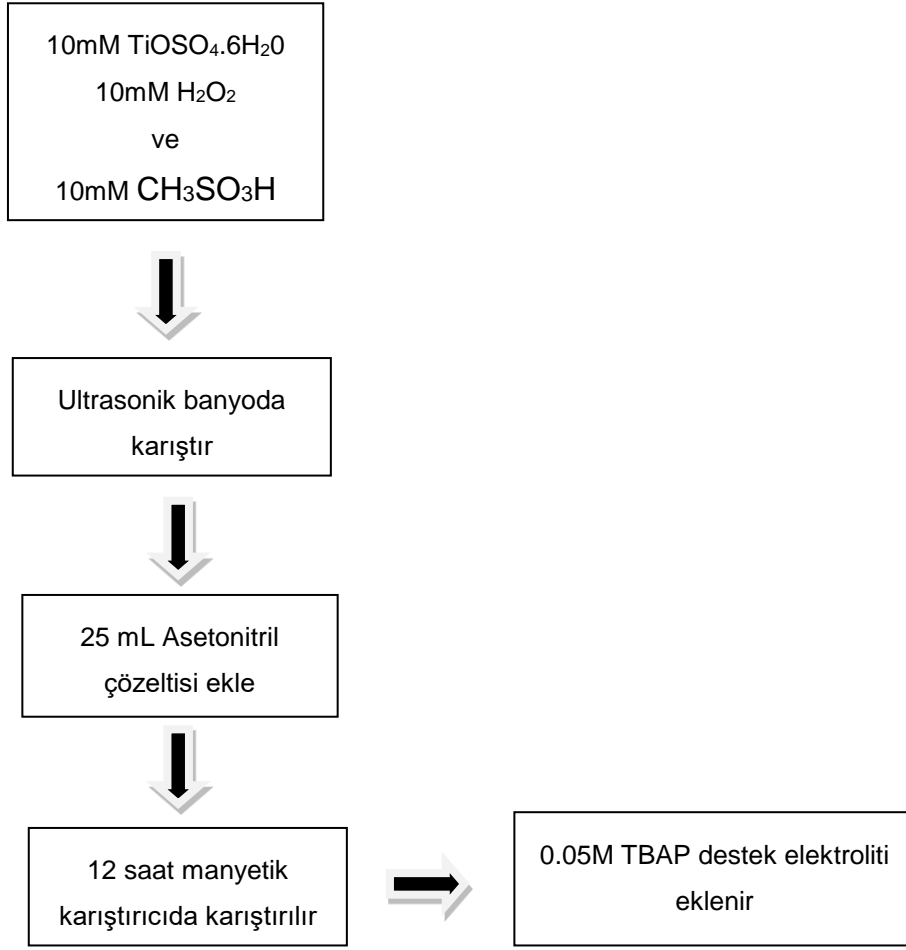 10mM TiOSO₄.6H₂0
10mM H₂O₂
ve
10mM CH₃SO₃H
Ultrasonik banyoda
karıştır
25 mL Asetonitril
çözeltisi ekle
12 saat manyetik
karıştırıcıda karıştırılır
0.05M TBAP destek elektroliti
eklenir